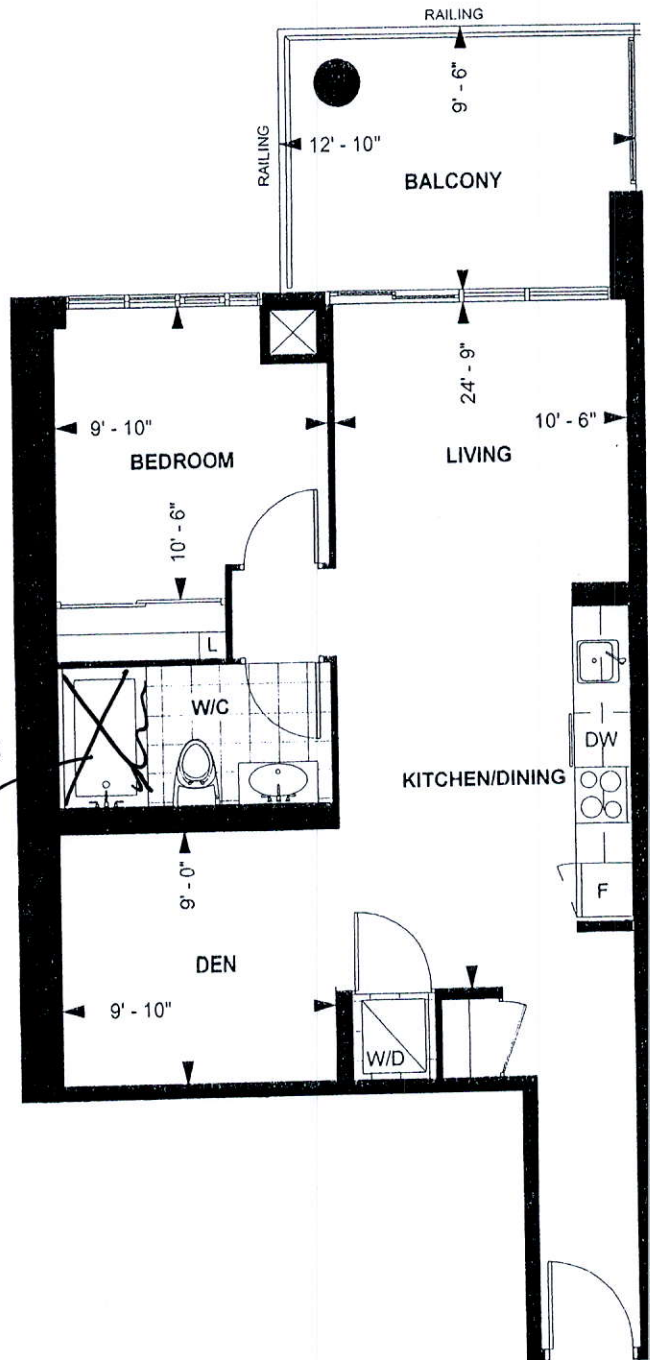 RAILING
9' - 6"
RAILING
12' - 10"
BALCONY
24' - 9"
9' - 10"
10' - 6"
BEDROOM
LIVING
10' - 6"
L
W/C
DW
KITCHEN/DINING
9' - 0"
F
DEN
9' - 10"
W/D